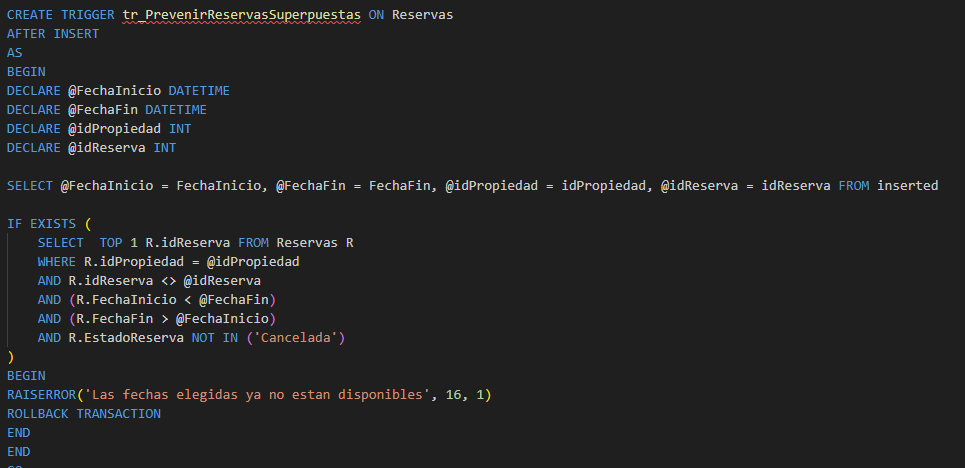 CREATE TRIGGER tr_PrevenirReservasSuperpuestas ON Reservas
AFTER INSERT
AS
BEGIN
DECLARE @FechaInicio DATETIME
DECLARE @FechaFin DATETIME
DECLARE @idPropiedad INT
DECLARE @idReserva INT

SELECT @FechaInicio = FechaInicio, @FechaFin = FechaFin, @idPropiedad = idPropiedad, @idReserva = idReserva FROM inserted

IF EXISTS (
    SELECT  TOP 1 R.idReserva FROM Reservas R
    WHERE R.idPropiedad = @idPropiedad
    AND R.idReserva <> @idReserva
    AND (R.FechaInicio < @FechaFin)
    AND (R.FechaFin > @FechaInicio)
    AND R.EstadoReserva NOT IN ('Cancelada')
)
BEGIN
RAISERROR('Las fechas elegidas ya no estan disponibles', 16, 1)
ROLLBACK TRANSACTION
END
END